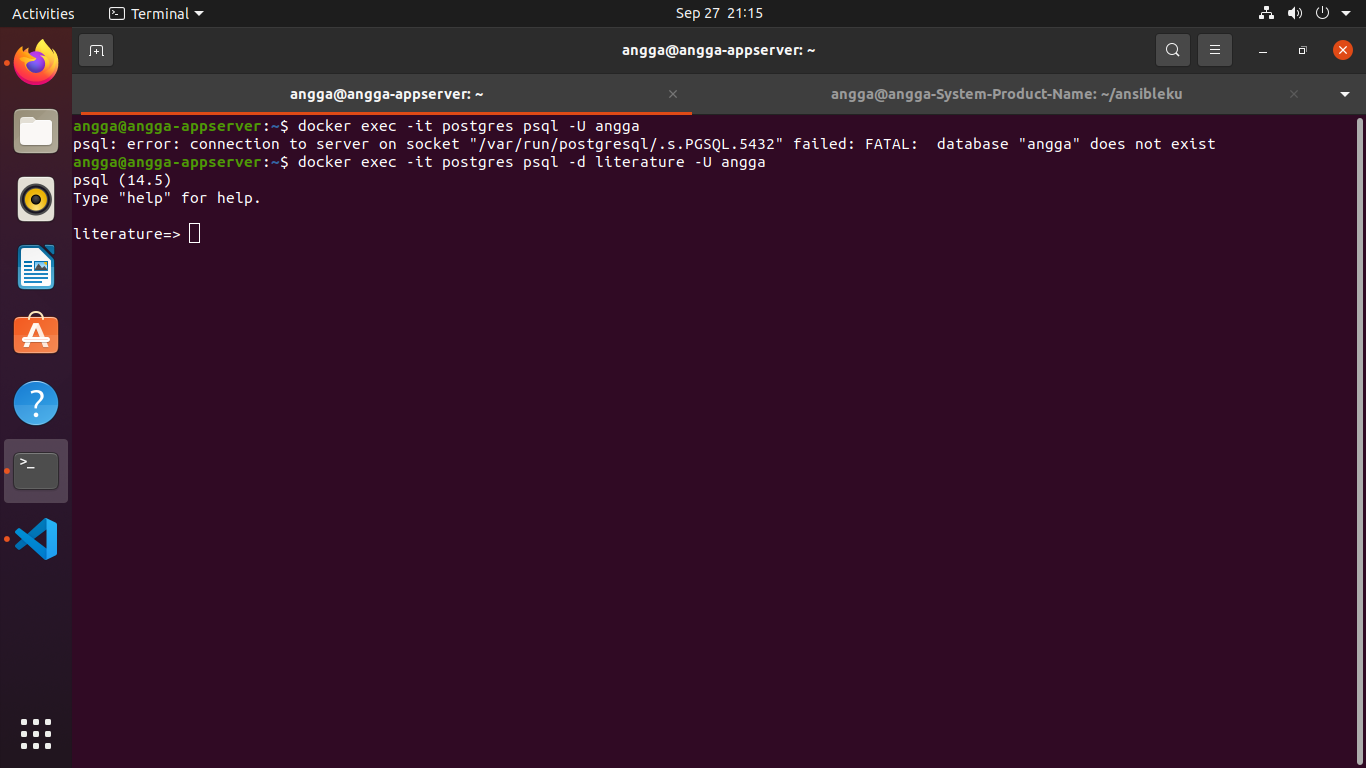 Activities
Terminal
Sep 27 21:15
angga@angga-appserver: ~
angga@angga-appserver: ~
angga@angga-System-Product-Name: ~/ansibleku
angga@angga-appserver:~$ docker exec -it postgres psql -U angga
psql: error: connection to server on socket "/var/run/postgresql/.s.PGSQL.5432" failed: FATAL:  database "angga" does not exist
angga@angga-appserver:~$ docker exec -it postgres psql -d literature -U angga
psql (14.5)
Type "help" for help.
literature=>